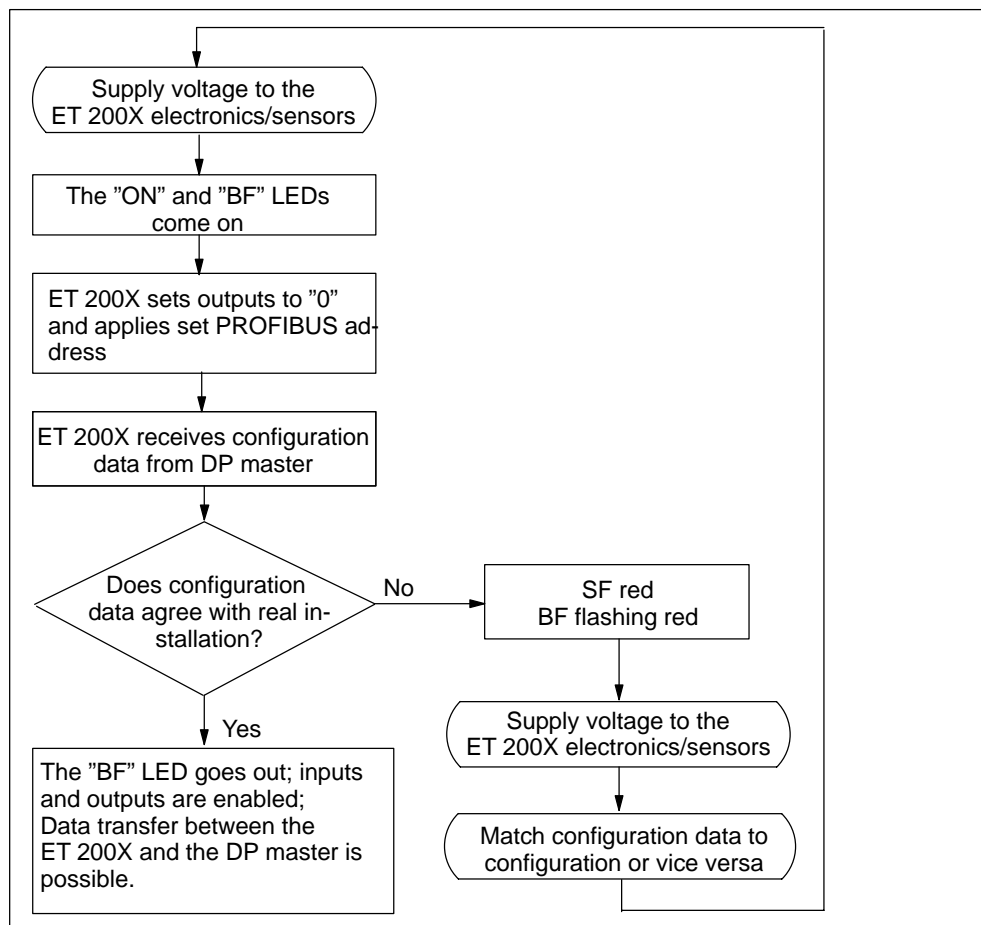 Supply voltage to the
ET 200X electronics/sensors
The ”ON” and ”BF” LEDs
come on
ET 200X sets outputs to ”0”
and applies set PROFIBUS ad-
dress
ET 200X receives configuration
data from DP master
Does configuration
data agree with real in-
stallation?
No
SF red
BF flashing red
Supply voltage to the
ET 200X electronics/sensors
Match configuration data to
configuration or vice versa
Yes
The ”BF” LED goes out; inputs
and outputs are enabled;
Data transfer between the
ET 200X and the DP master is
possible.